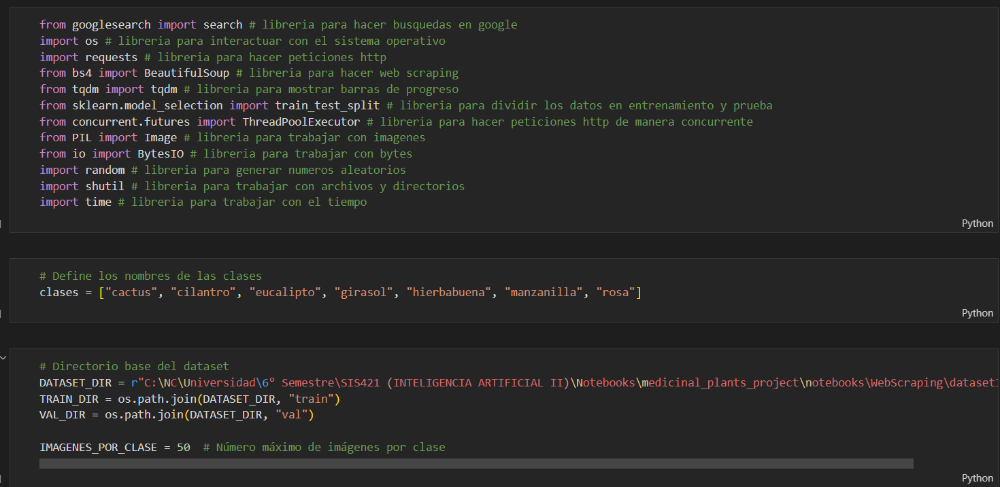 from googlesearch import search # libreria para hacer busquedas en google
import os # libreria para interactuar con el sistema operativo
import requests # libreria para hacer peticiones http
from bs4 import BeautifulSoup # libreria para hacer web scraping
from tqdm import tqdm # libreria para mostrar barras de progreso
from sklearn.model_selection import train_test_split # libreria para dividir los datos en entrenamiento y prueba
from concurrent.futures import ThreadPoolExecutor # libreria para hacer peticiones http de manera concurrente
from PIL import Image # libreria para trabajar con imagenes
from io import BytesIO # libreria para trabajar con bytes
import random # libreria para generar numeros aleatorios
import shutil # libreria para trabajar con archivos y directorios
import time # libreria para trabajar con el tiempo
Python
# Define los nombres de las clases
clases = ["cactus", "cilantro", "eucalipto", "girasol", "hierbabuena", "manzanilla", "rosa"]
Python
# Directorio base del dataset
DATASET_DIR = r"C:\NC\Universidad\6º Semestre\SIS421 (INTELIGENCIA ARTIFICIAL II)\Notebooks\medicinal_plants_project\notebooks\WebScraping\dataset
TRAIN_DIR = os.path.join(DATASET_DIR, "train")
VAL_DIR = os.path.join(DATASET_DIR, "val")
IMAGENES_POR_CLASE = 50  # Número máximo de imágenes por clase
Python